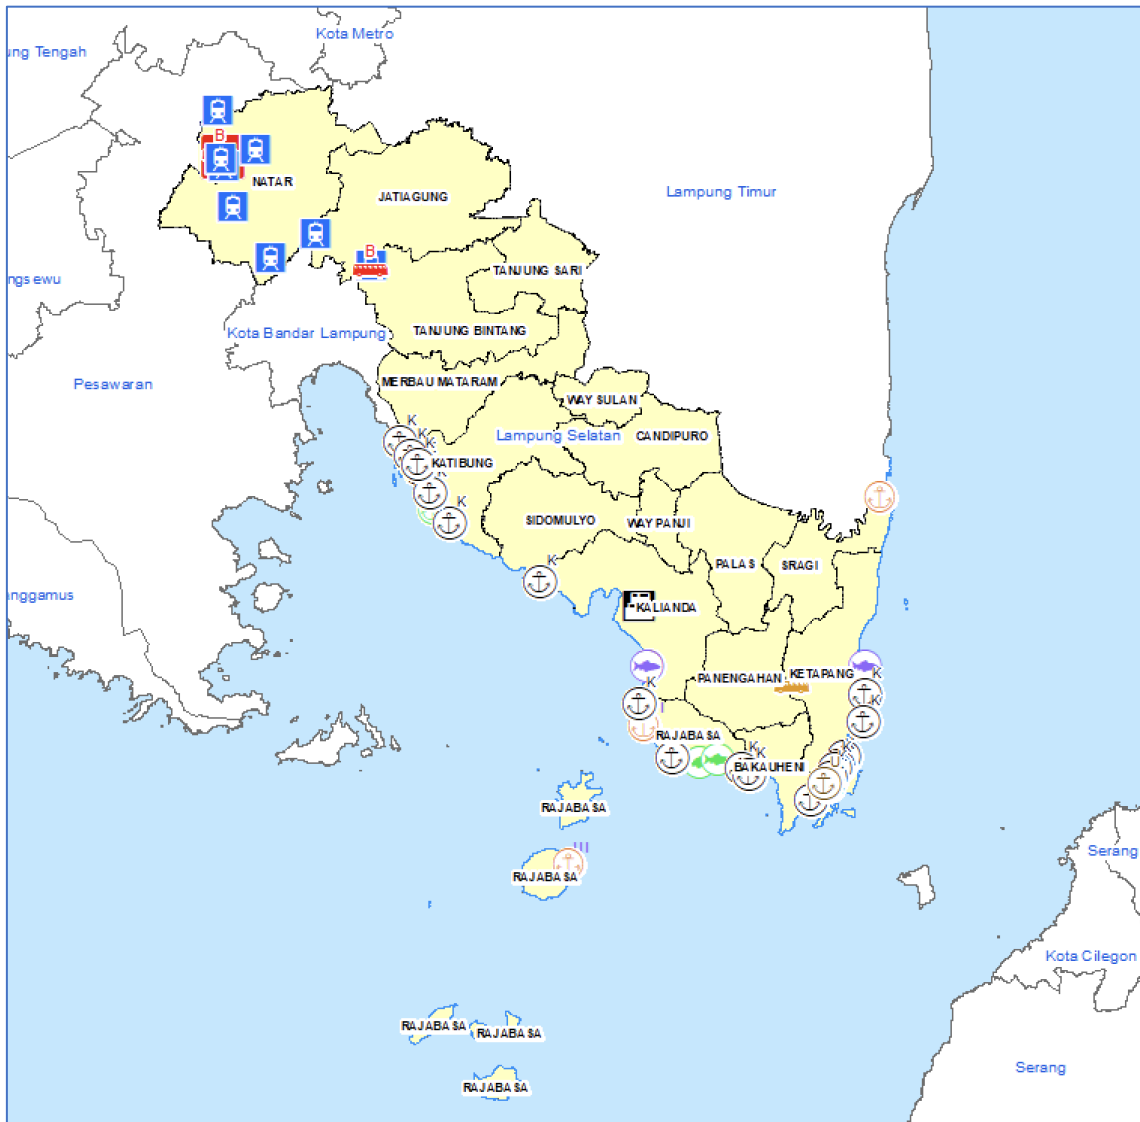 Kota Metro
ung Tengah
B
NATAR
JATIAGUNG
Lampung Timur
B
TANJUNG SARI
ngsewu
Kota Bandar Lampung
TANJUNG BINTANG
Pesawaran
MERBAU MATARAM
WAY SULAN
K
K
K
Lampung Selatan
CANDIPURO
KATIBUNG
K
K
SIDOMULYO
WAY PANJI
K
PALAS
SRAGI
anggamus
KALIANDA
PANENGAHAN
KETAPANG
K
K
K
I
RAJABASA
K
K
BAKAUHENI
K
U
RAJABASA
III
RAJABASA
Serang
Kota Cilegon
RAJABASA
RAJABASA
Serang
RAJABASA